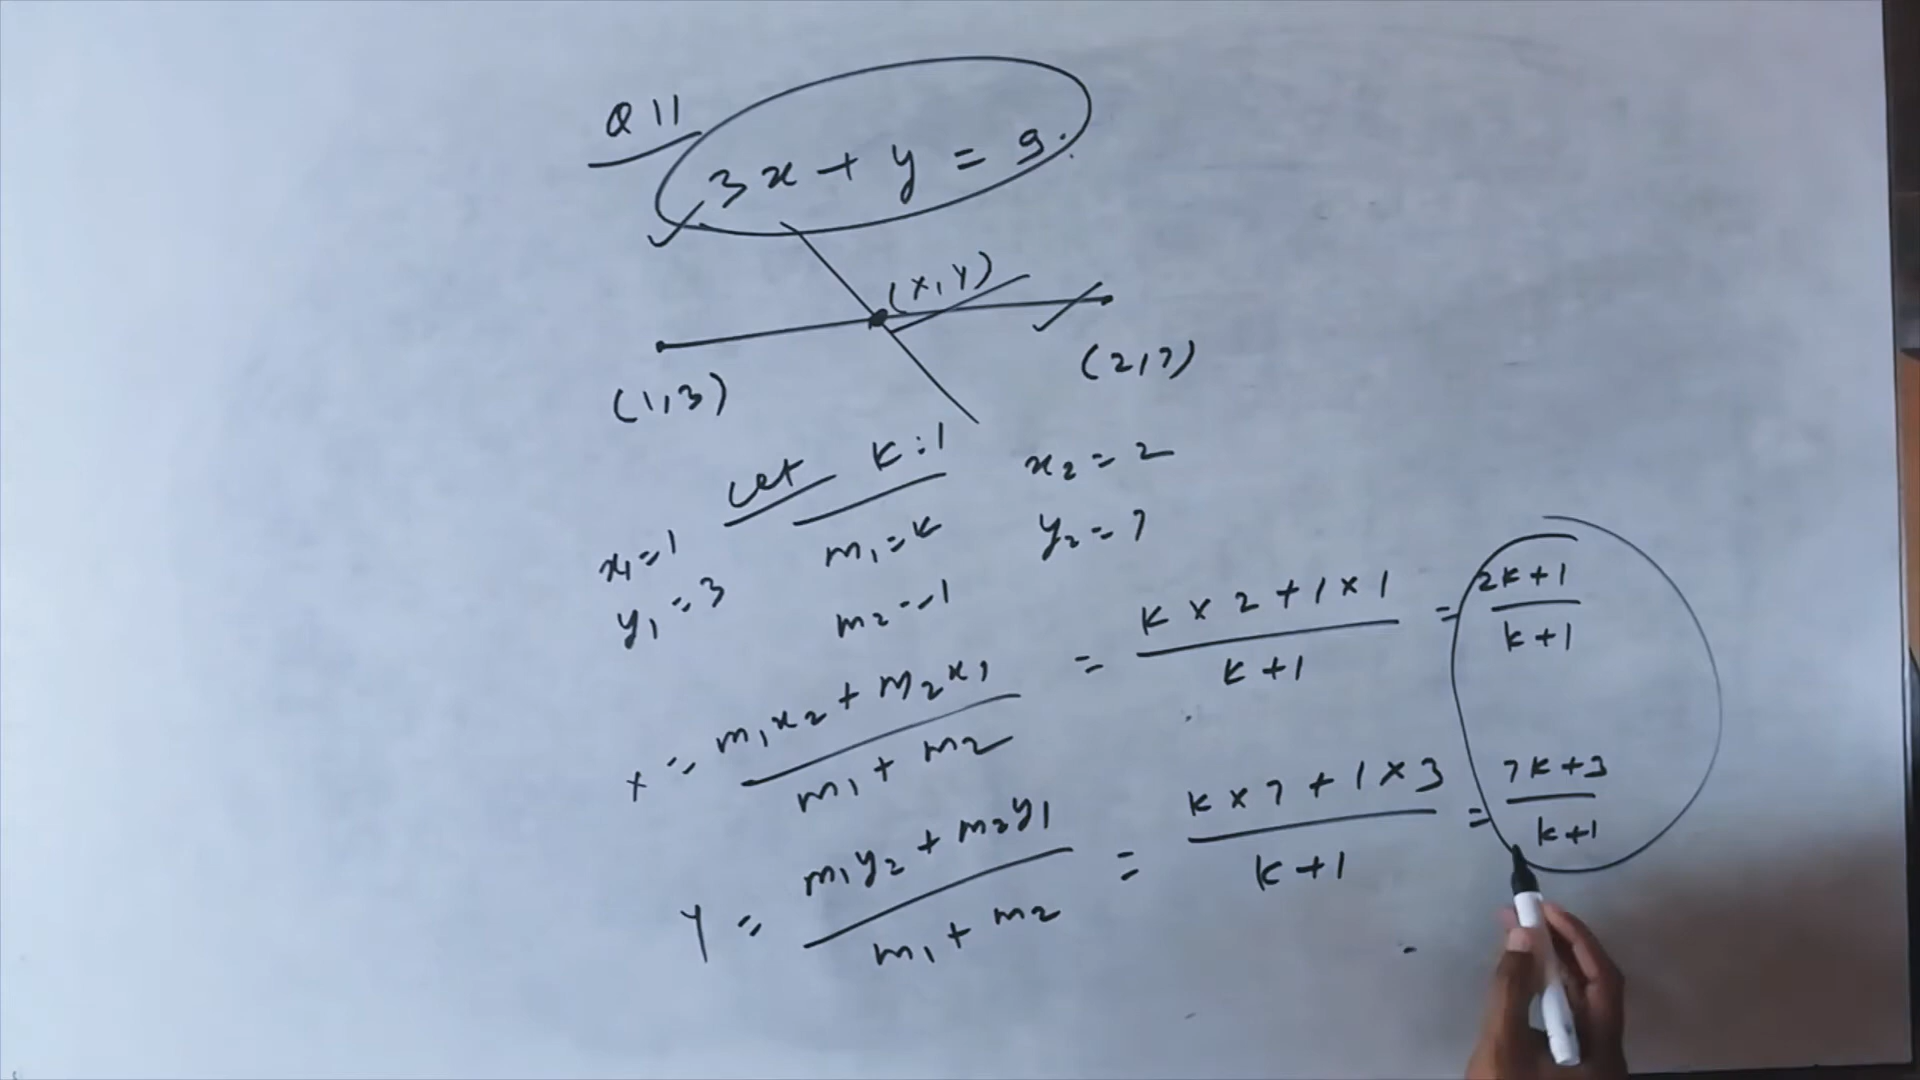 Q 11
3x + y = 9.
(x, y)
(1, 3)
(2, 7)
Let K : 1
x₁ = 1
y₁ = 3
m₁ = K
m₂ = 1
x₂ = 2
y₂ = 7
x = m₁x₂ + m₂x₁ / m₁ + m₂ = K × 2 + 1 × 1 / K + 1 = 2K + 1 / K + 1
Y = m₁y₂ + m₂y₁ / m₁ + m₂ = K × 7 + 1 × 3 / K + 1 = 7K + 3 / K + 1